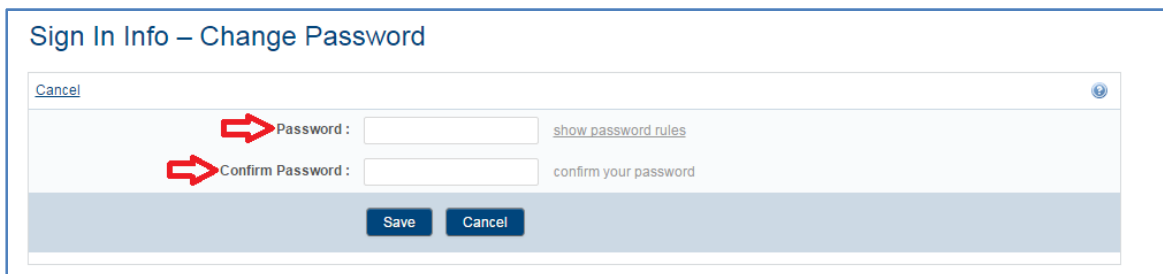 Sign In Info – Change Password
Cancel
Password : show password rules
Confirm Password : confirm your password
Save Cancel